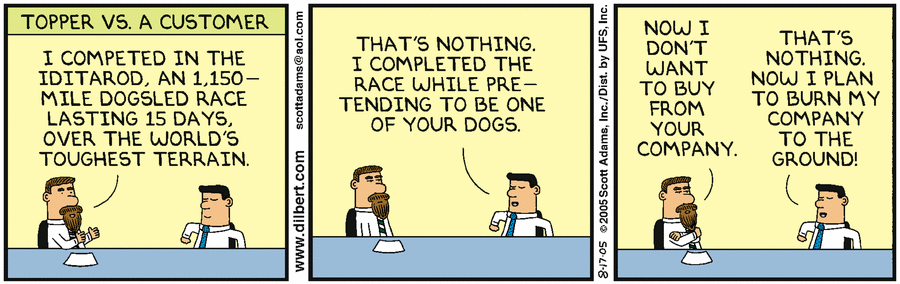 TOPPER VS. A CUSTOMER
I COMPETED IN THE
IDITAROD, AN 1,150-
MILE DOGSLED RACE
LASTING 15 DAYS,
OVER THE WORLD'S
TOUGHEST TERRAIN.
www.dilbert.com scottadams@aol.com
THAT'S NOTHING.
I COMPLETED THE
RACE WHILE PRE-
TENDING TO BE ONE
OF YOUR DOGS.
8-17-05 © 2005 Scott Adams, Inc./Dist. by UFS, Inc.
NOW I
DON'T
WANT
TO BUY
FROM
YOUR
COMPANY.
THAT'S
NOTHING.
NOW I PLAN
TO BURN MY
COMPANY
TO THE
GROUND!